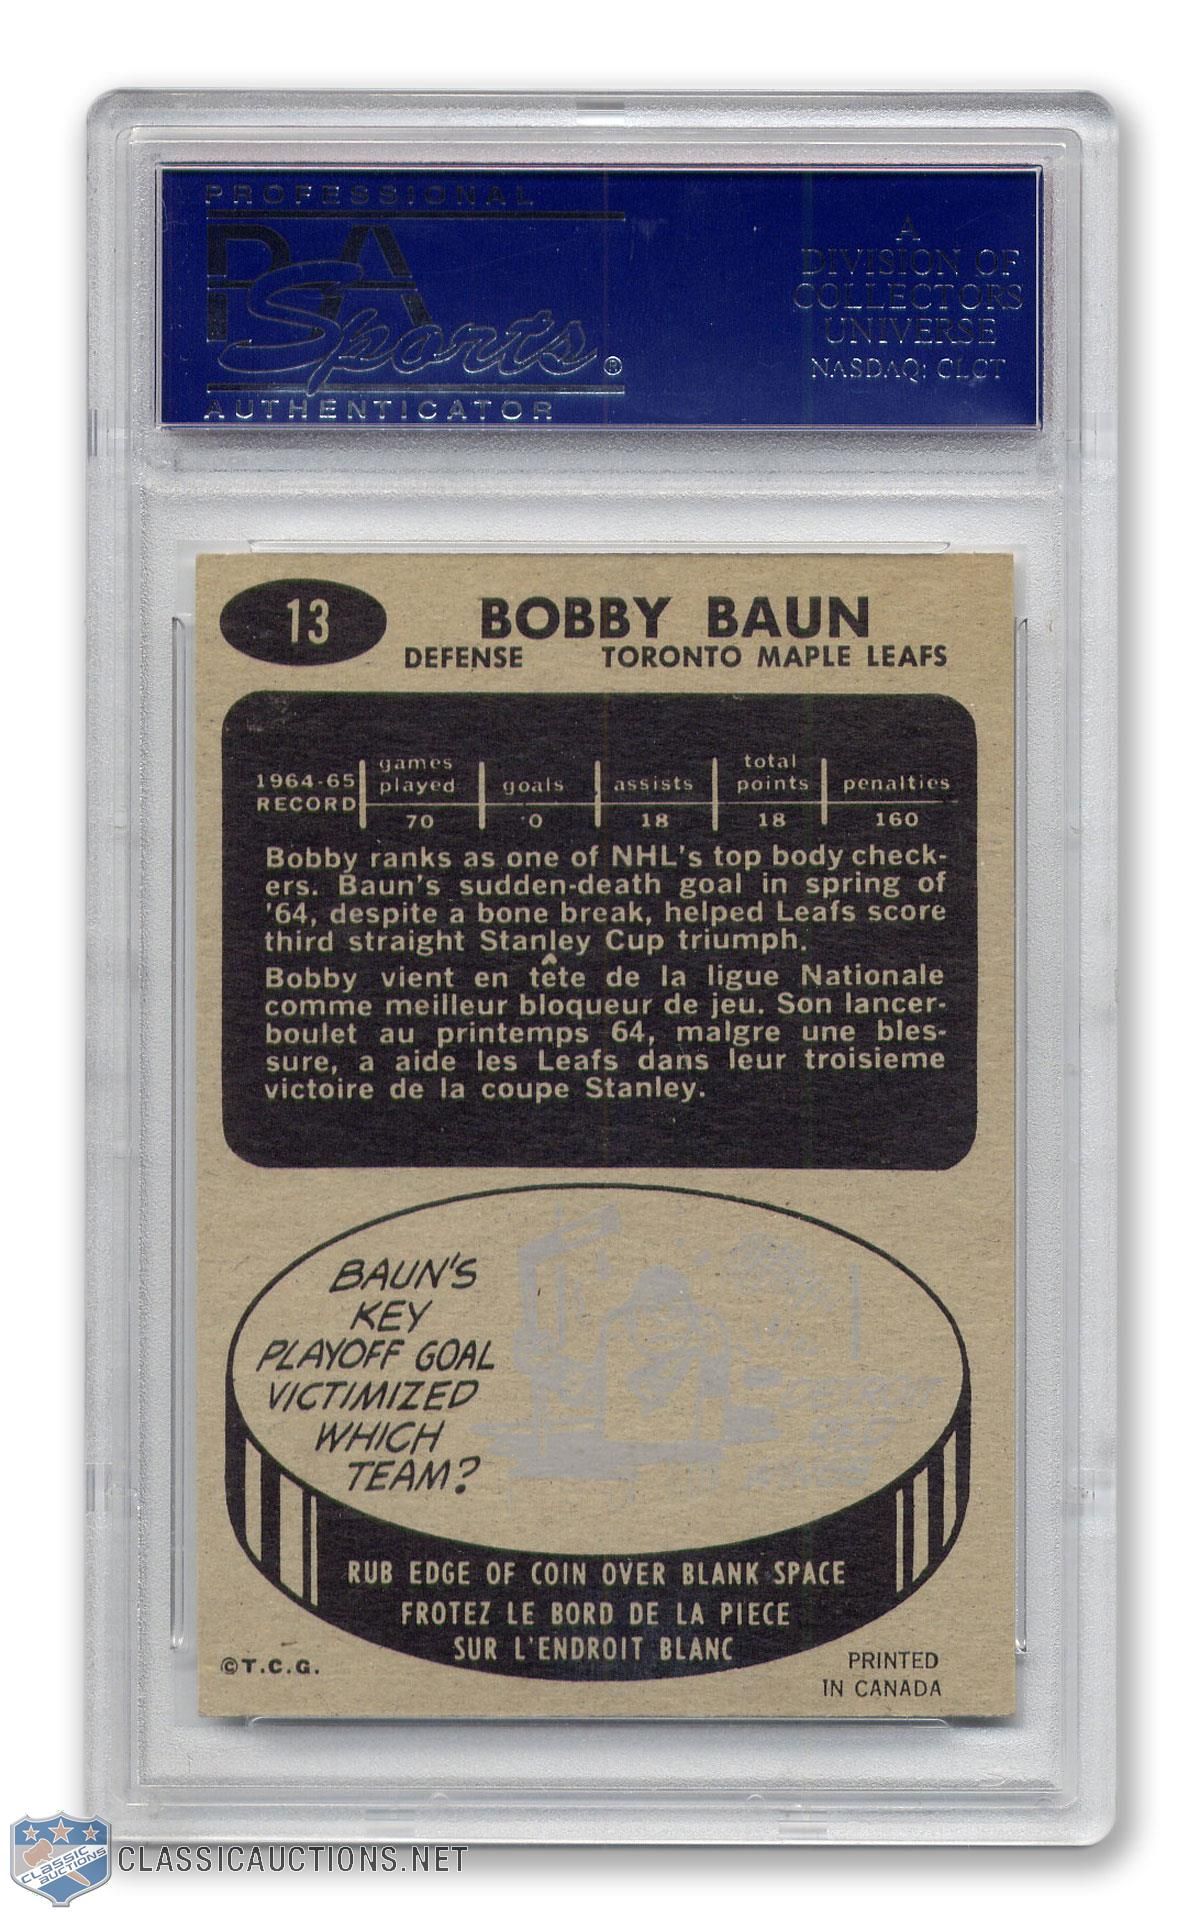 PROFESSIONAL
PSA
Sports®
AUTHENTICATOR
A
DIVISION OF
COLLECTORS
UNIVERSE
NASDAQ: CLCT
13
BOBBY BAUN
DEFENSE TORONTO MAPLE LEAFS
1964-65 RECORD games played goals assists total points penalties
70 0 18 18 160
Bobby ranks as one of NHL's top body check-
ers. Baun's sudden-death goal in spring of
'64, despite a bone break, helped Leafs score
third straight Stanley Cup triumph.
Bobby vient en tête de la ligue Nationale
comme meilleur bloqueur de jeu. Son lancer-
boulet au printemps 64, malgre une bles-
sure, a aide les Leafs dans leur troisieme
victoire de la coupe Stanley.
BAUN'S
KEY
PLAYOFF GOAL
VICTIMIZED
WHICH
TEAM?
DETROIT
RED
WINGS
RUB EDGE OF COIN OVER BLANK SPACE
FROTEZ LE BORD DE LA PIECE
SUR L'ENDROIT BLANC
©T.C.G.
PRINTED
IN CANADA
CLASSIC
AUCTIONS
CLASSICAUCTIONS.NET